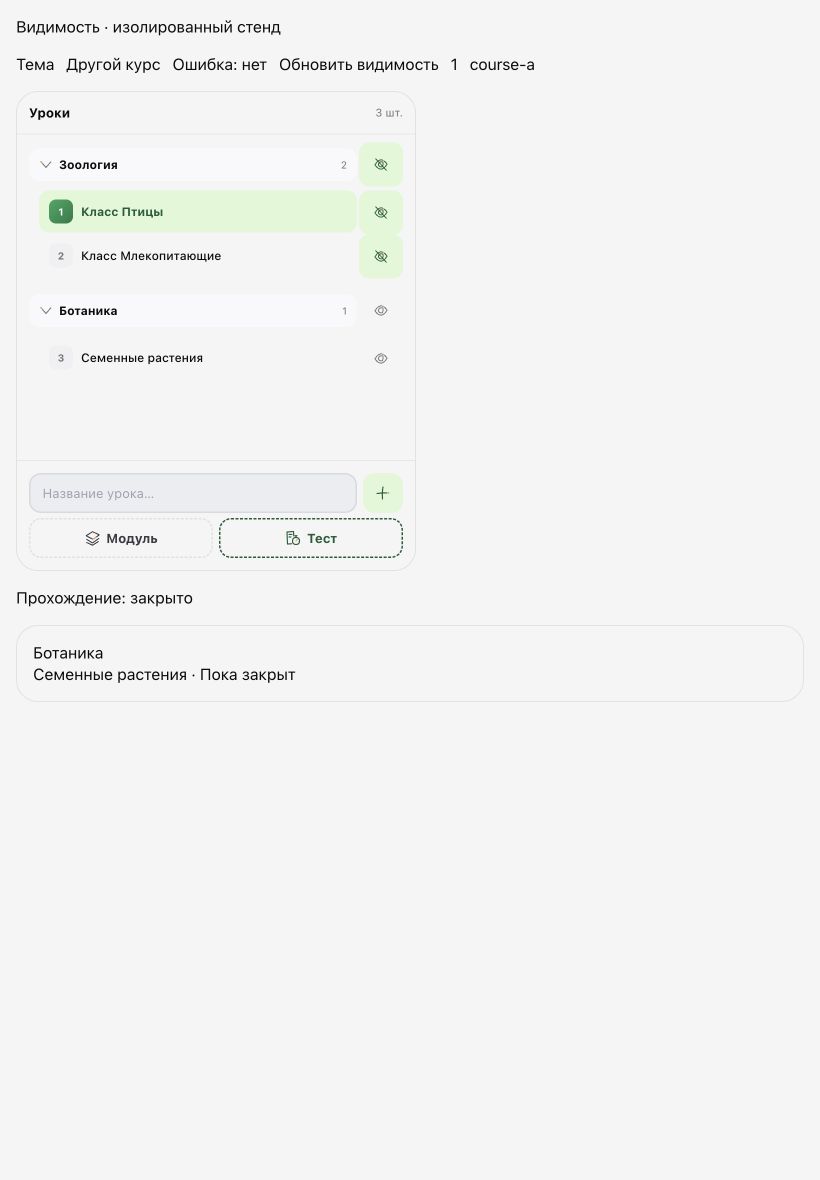 Видимость · изолированный стенд
Тема Другой курс Ошибка: нет Обновить видимость 1 course-a
Уроки 3 шт.
Зоология 2
1 Класс Птицы
2 Класс Млекопитающие
Ботаника 1
3 Семенные растения
Название урока...
Модуль Тест
Прохождение: закрыто
Ботаника
Семенные растения · Пока закрыт